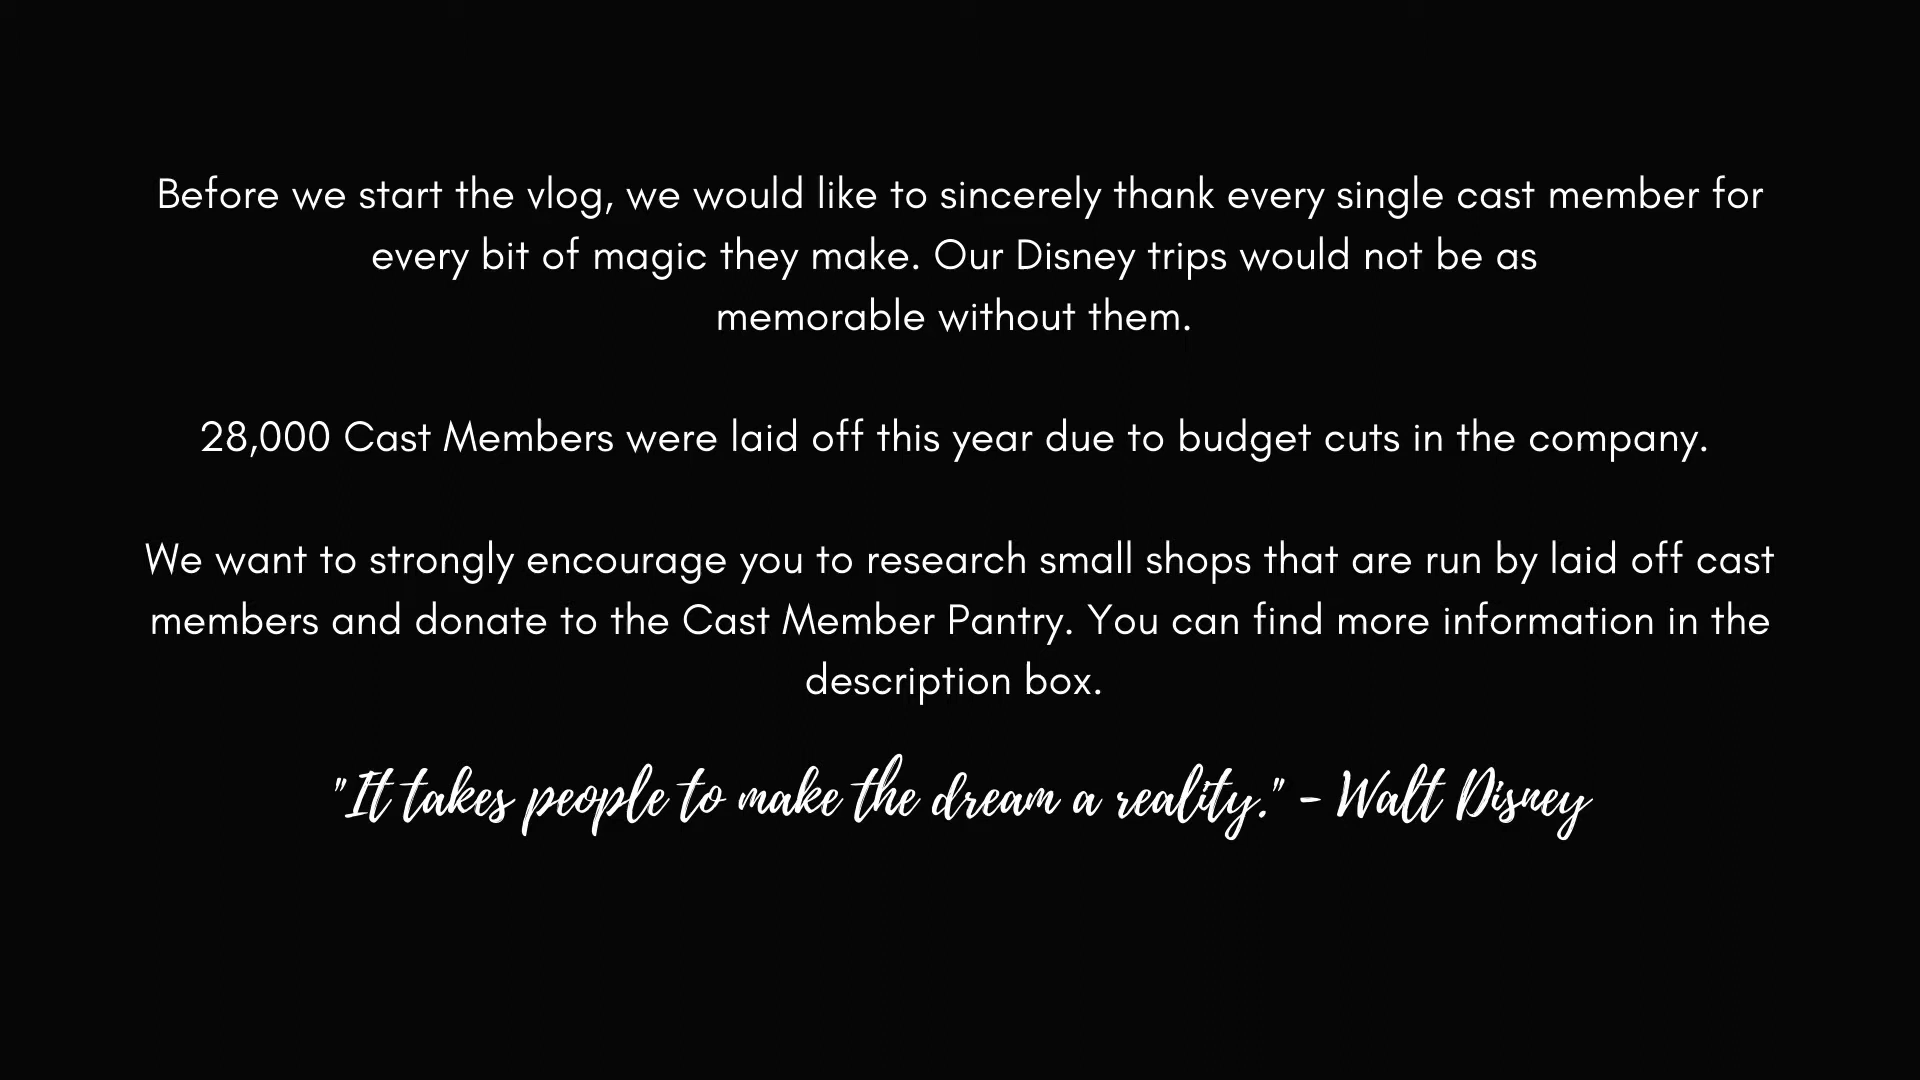 Before we start the vlog, we would like to sincerely thank every single cast member for
every bit of magic they make. Our Disney trips would not be as
memorable without them.
28,000 Cast Members were laid off this year due to budget cuts in the company.
We want to strongly encourage you to research small shops that are run by laid off cast
members and donate to the Cast Member Pantry. You can find more information in the
description box.
"It takes people to make the dream a reality." - Walt Disney